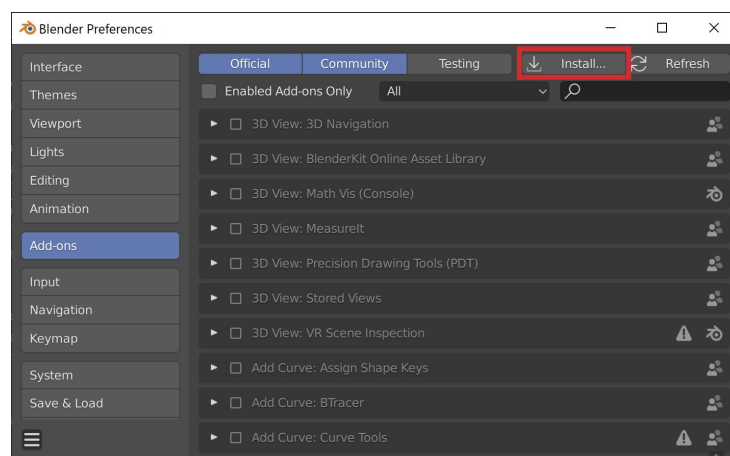 Blender Preferences
Interface
Themes
Viewport
Lights
Editing
Animation
Add-ons
Input
Navigation
Keymap
System
Save & Load
Official Community Testing Install... Refresh
Enabled Add-ons Only All
3D View: 3D Navigation
3D View: BlenderKit Online Asset Library
3D View: Math Vis (Console)
3D View: MeasureIt
3D View: Precision Drawing Tools (PDT)
3D View: Stored Views
3D View: VR Scene Inspection
Add Curve: Assign Shape Keys
Add Curve: BTracer
Add Curve: Curve Tools